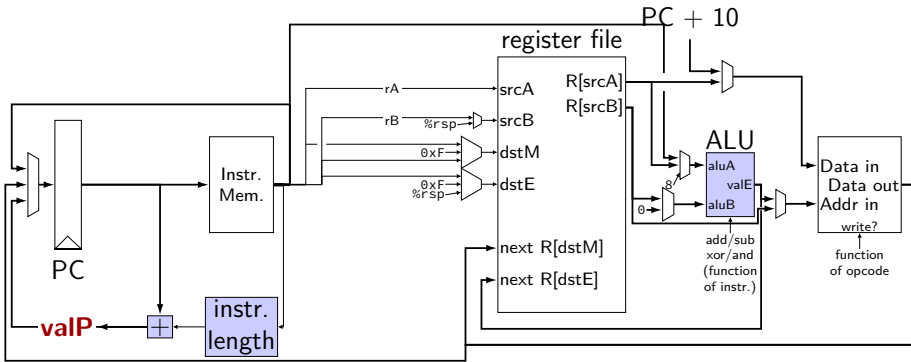 PC + 10
register file
rA
srcA
R[srcA]
R[srcB]
rB
%rsp
srcB
ALU
0xF
dstM
aluA
valE
8
Instr.
Mem.
0xF
%rsp
dstE
0
aluB
Data in
Data out
Addr in
write?
PC
next R[dstM]
add/sub
xor/and
(function
of instr.)
function
of opcode
next R[dstE]
valP
+
instr.
length